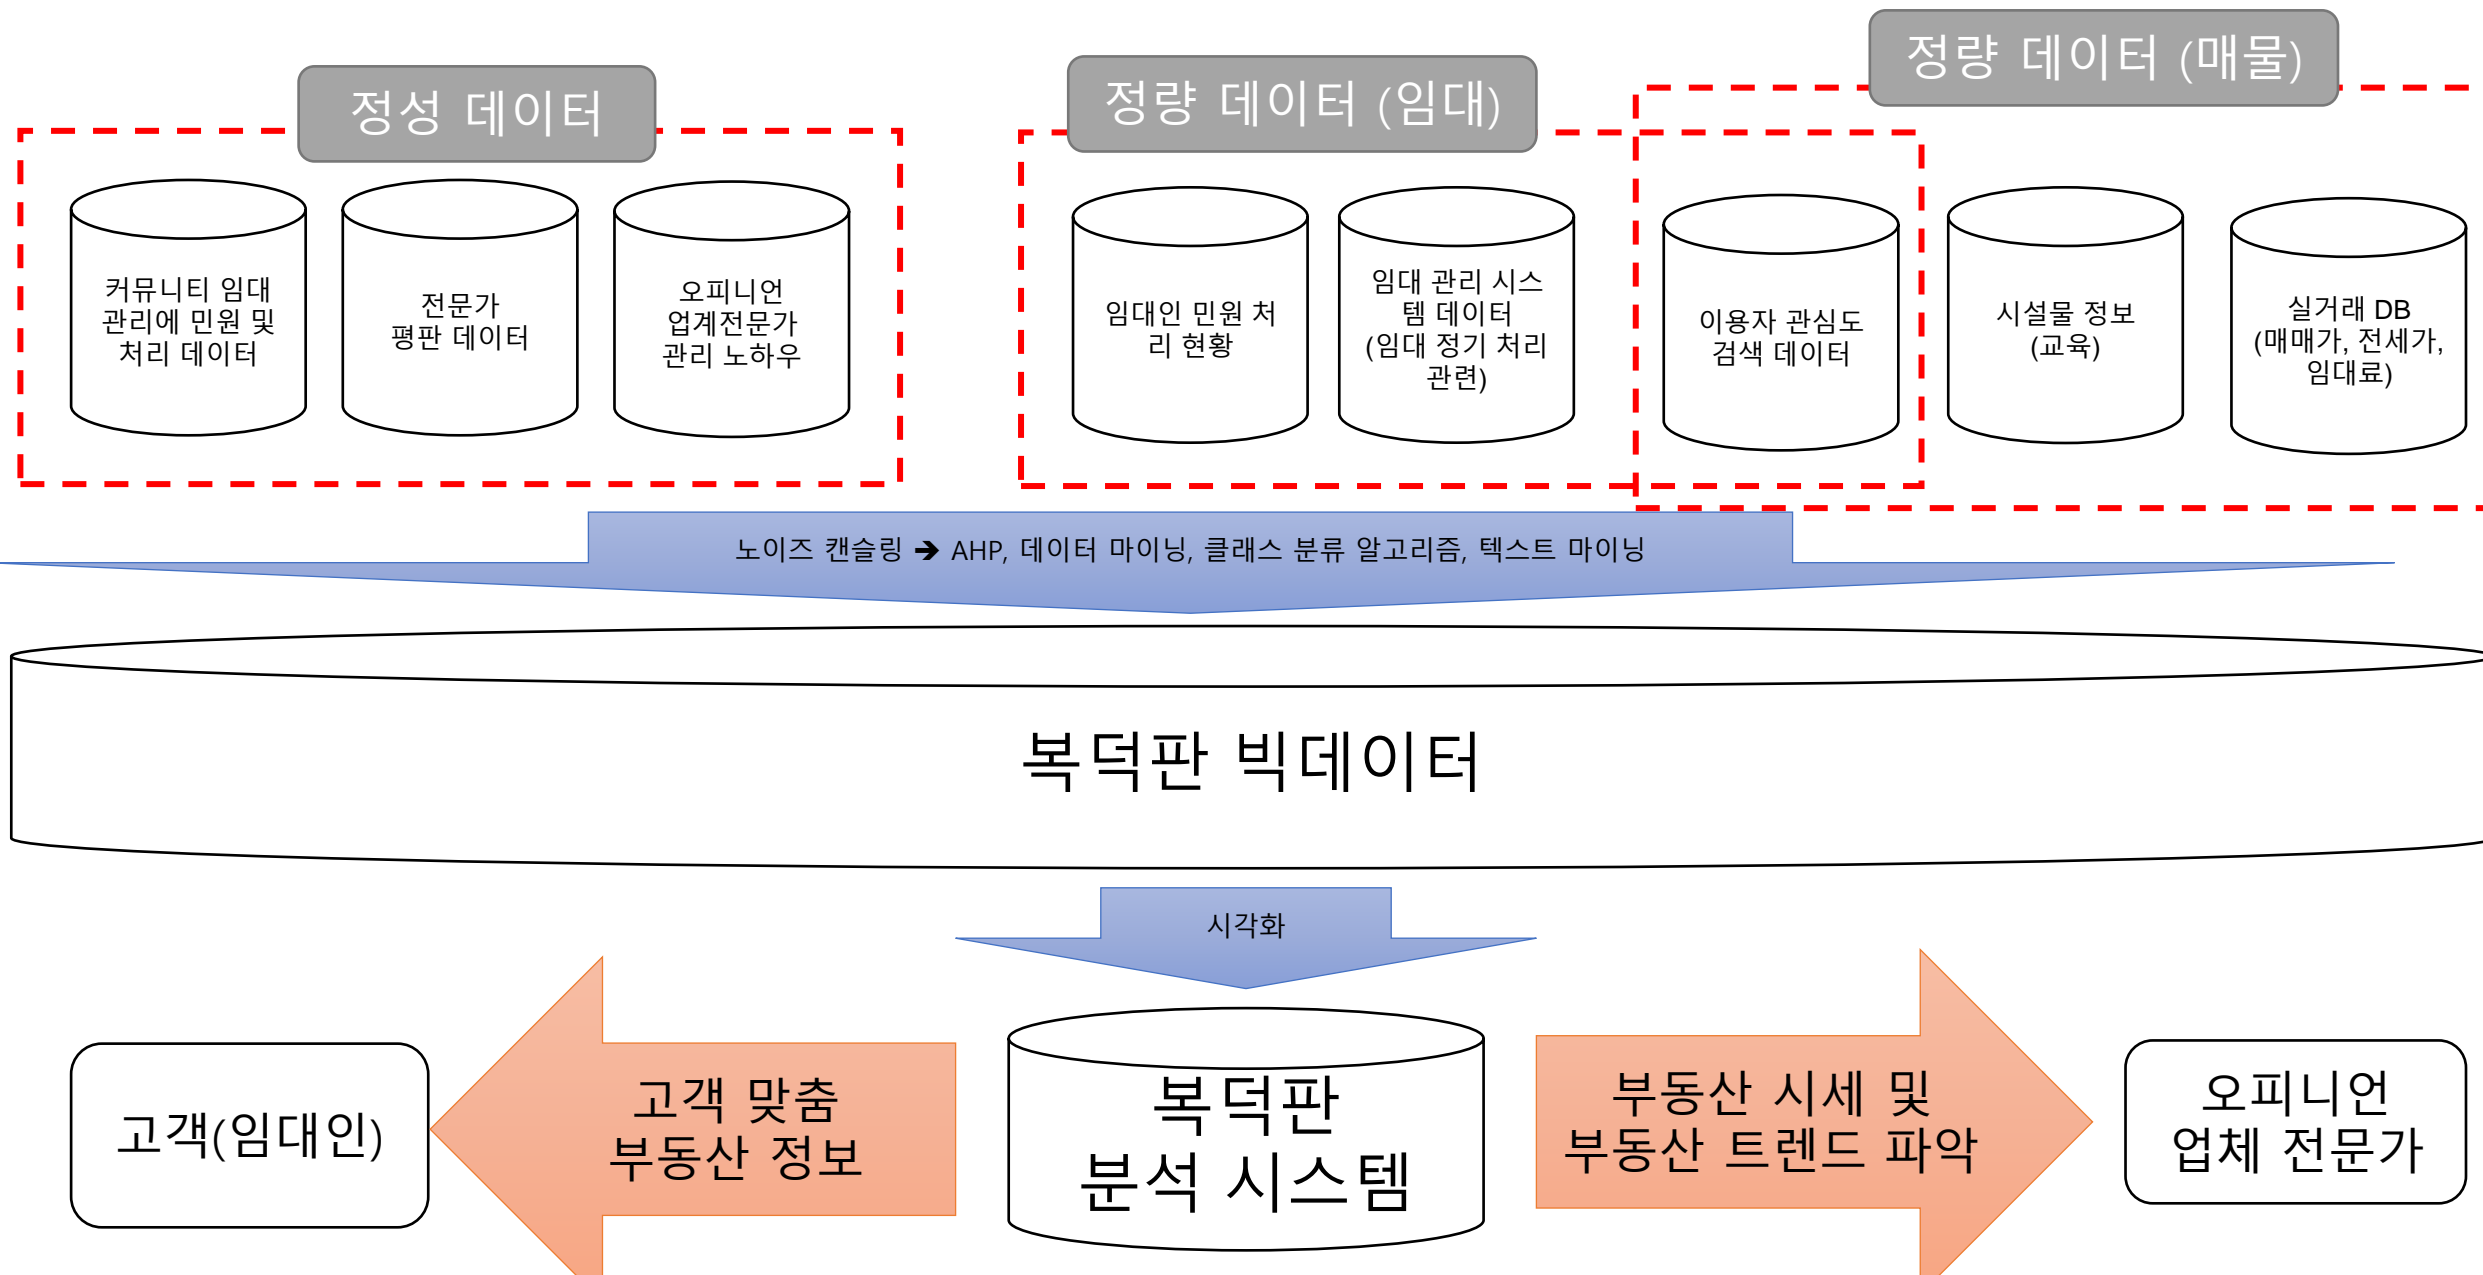 정성 데이터
정량 데이터 (임대)
정량 데이터 (매물)
커뮤니티 임대
관리에 민원 및
처리 데이터
전문가
평판 데이터
오피니언
업계전문가
관리 노하우
임대인 민원 처
리 현황
임대 관리 시스
템 데이터
(임대 정기 처리
관련)
이용자 관심도
검색 데이터
시설물 정보
(교육)
실거래 DB
(매매가, 전세가,
임대료)
노이즈 캔슬링 ➔ AHP, 데이터 마이닝, 클래스 분류 알고리즘, 텍스트 마이닝
복덕판 빅데이터
시각화
고객(임대인)
고객 맞춤
부동산 정보
복덕판
분석 시스템
부동산 시세 및
부동산 트렌드 파악
오피니언
업체 전문가